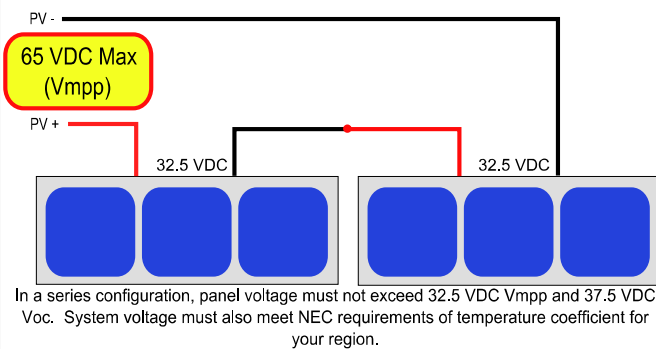 PV -
65 VDC Max
(Vmpp)
PV +
32.5 VDC
32.5 VDC
In a series configuration, panel voltage must not exceed 32.5 VDC Vmpp and 37.5 VDC
Voc. System voltage must also meet NEC requirements of temperature coefficient for
your region.